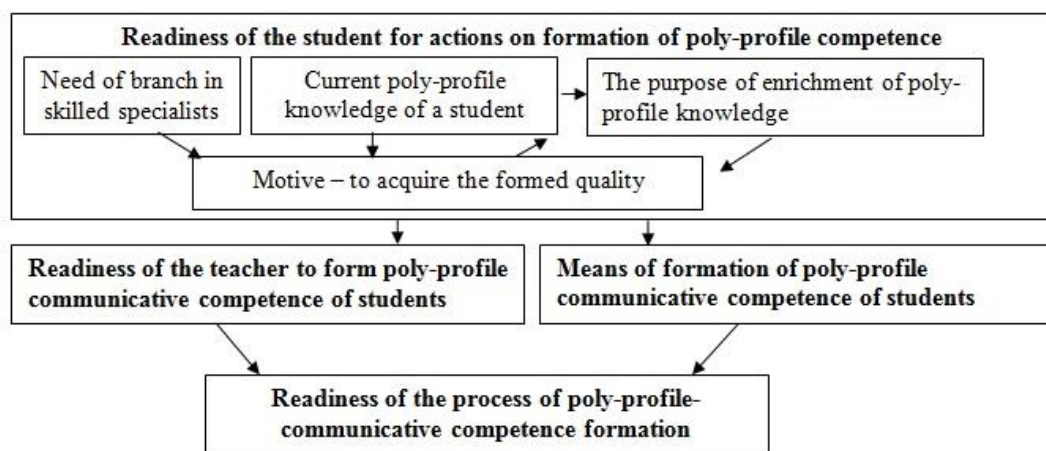 Readiness of the student for actions on formation of poly-profile competence
Need of branch in
skilled specialists
Current poly-profile
knowledge of a student
The purpose of enrichment of poly-
profile knowledge
Motive – to acquire the formed quality
Readiness of the teacher to form poly-profile
communicative competence of students
Means of formation of poly-profile
communicative competence of students
Readiness of the process of poly-profile-
communicative competence formation